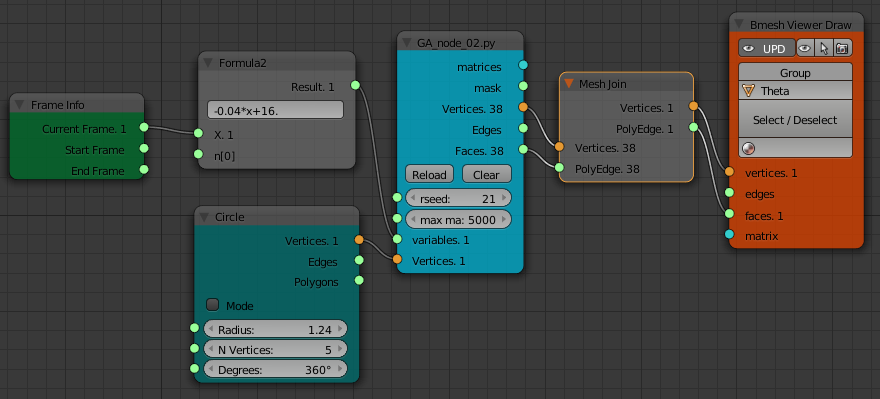 Frame Info
Current Frame. 1
Start Frame
End Frame
Formula2
Result. 1
-0.04*x+16.
X. 1
n[0]
Circle
Vertices. 1
Edges
Polygons
Mode
Radius: 1.24
N Vertices: 5
Degrees: 360°
GA_node_02.py
matrices
mask
Vertices. 38
Edges
Faces. 38
Reload Clear
rseed: 21
max ma: 5000
variables. 1
Vertices. 1
Mesh Join
Vertices. 1
PolyEdge. 1
Vertices. 38
PolyEdge. 38
Bmesh Viewer Draw
UPD
Group
Theta
Select / Deselect
vertices. 1
edges
faces. 1
matrix